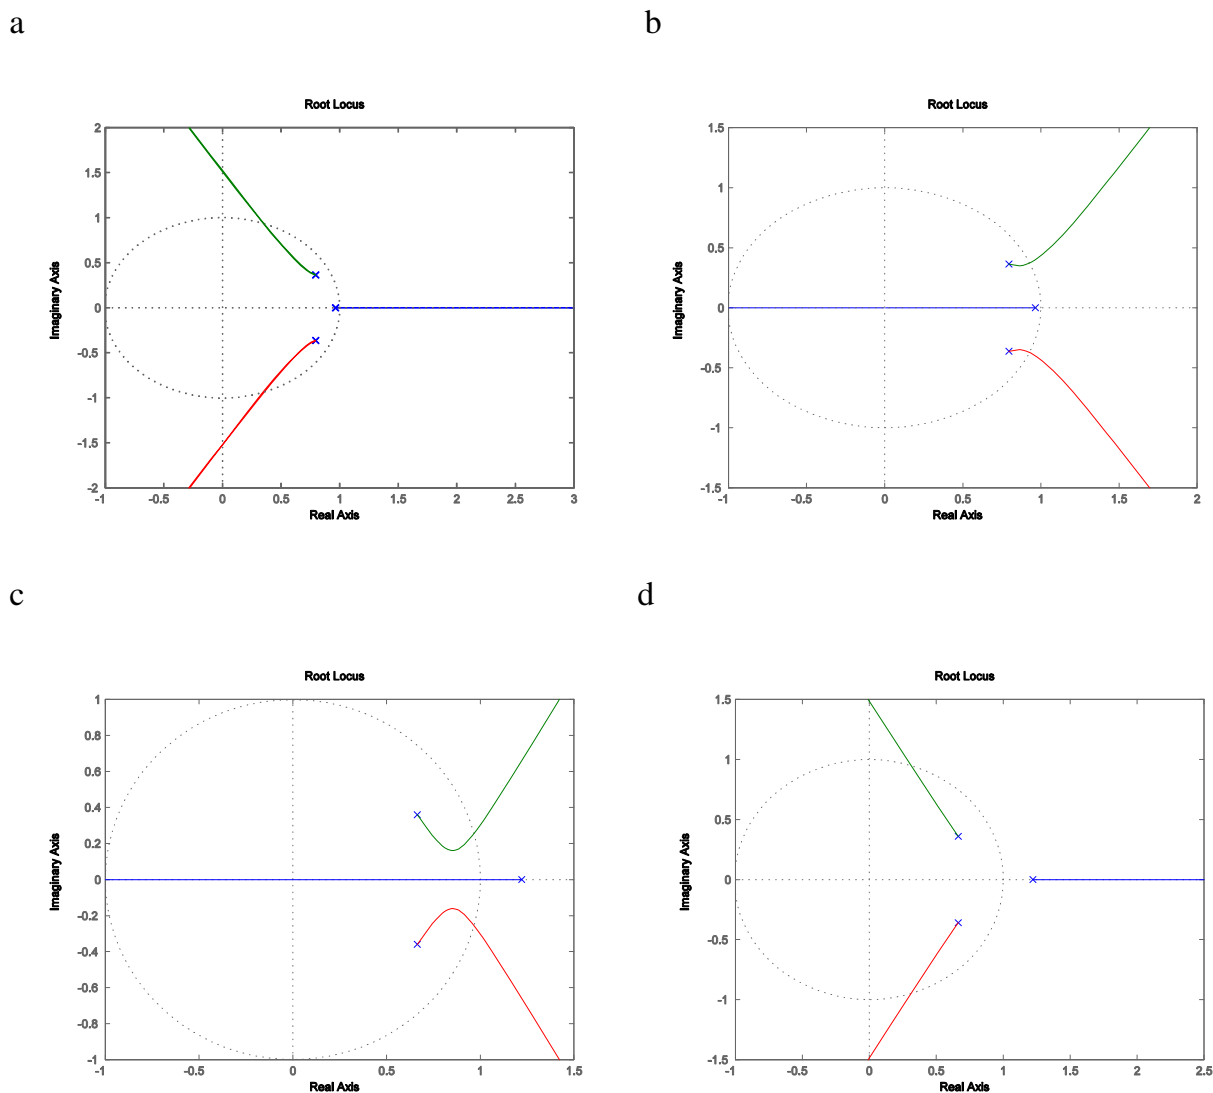 a
b
Root Locus
2
1.5
1
0.5
0
-0.5
-1
-1.5
-2
-1 -0.5 0 0.5 1 1.5 2 2.5 3
Imaginary Axis
Real Axis
Root Locus
1.5
1
0.5
0
-0.5
-1
-1.5
-1 -0.5 0 0.5 1 1.5 2
Imaginary Axis
Real Axis
c
d
Root Locus
1
0.8
0.6
0.4
0.2
0
-0.2
-0.4
-0.6
-0.8
-1
-1 -0.5 0 0.5 1 1.5
Imaginary Axis
Real Axis
Root Locus
1.5
1
0.5
0
-0.5
-1
-1.5
-1 -0.5 0 0.5 1 1.5 2 2.5
Imaginary Axis
Real Axis